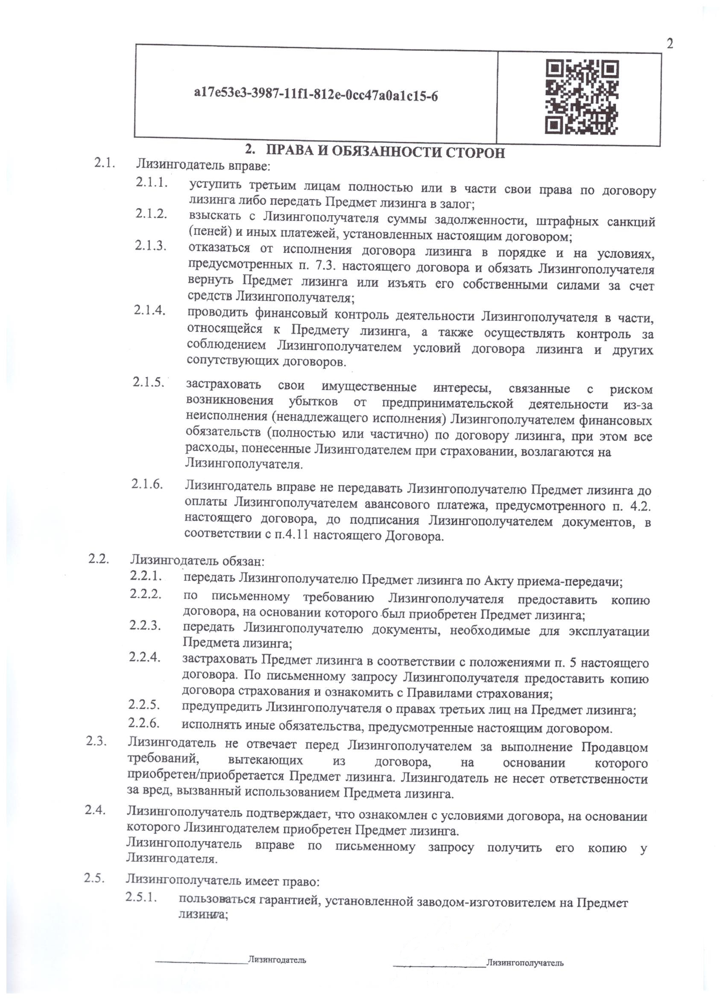 2
a17e53e3-3987-11f1-812e-0cc47a0a1c15-6
2. ПРАВА И ОБЯЗАННОСТИ СТОРОН
2.1. Лизингодатель вправе:
2.1.1. уступить третьим лицам полностью или в части свои права по договору
лизинга либо передать Предмет лизинга в залог;
2.1.2. взыскать с Лизингополучателя суммы задолженности, штрафных санкций
(пеней) и иных платежей, установленных настоящим договором;
2.1.3. отказаться от исполнения договора лизинга в порядке и на условиях,
предусмотренных п. 7.3. настоящего договора и обязать Лизингополучателя
вернуть Предмет лизинга или изъять его собственными силами за счет
средств Лизингополучателя;
2.1.4. проводить финансовый контроль деятельности Лизингополучателя в части,
относящейся к Предмету лизинга, а также осуществлять контроль за
соблюдением Лизингополучателем условий договора лизинга и других
сопутствующих договоров.
2.1.5. застраховать свои имущественные интересы, связанные с риском
возникновения убытков от предпринимательской деятельности из-за
неисполнения (ненадлежащего исполнения) Лизингополучателем финансовых
обязательств (полностью или частично) по договору лизинга, при этом все
расходы, понесенные Лизингодателем при страховании, возлагаются на
Лизингополучателя.
2.1.6. Лизингодатель вправе не передавать Лизингополучателю Предмет лизинга до
оплаты Лизингополучателем авансового платежа, предусмотренного п. 4.2.
настоящего договора, до подписания Лизингополучателем документов, в
соответствии с п.4.11 настоящего Договора.
2.2. Лизингодатель обязан:
2.2.1. передать Лизингополучателю Предмет лизинга по Акту приема-передачи;
2.2.2. по письменному требованию Лизингополучателя предоставить копию
договора, на основании которого был приобретен Предмет лизинга;
2.2.3. передать Лизингополучателю документы, необходимые для эксплуатации
Предмета лизинга;
2.2.4. застраховать Предмет лизинга в соответствии с положениями п. 5 настоящего
договора. По письменному запросу Лизингополучателя предоставить копию
договора страхования и ознакомить с Правилами страхования;
2.2.5. предупредить Лизингополучателя о правах третьих лиц на Предмет лизинга;
2.2.6. исполнять иные обязательства, предусмотренные настоящим договором.
2.3. Лизингодатель не отвечает перед Лизингополучателем за выполнение Продавцом
требований, вытекающих из договора, на основании которого
приобретен/приобретается Предмет лизинга. Лизингодатель не несет ответственности
за вред, вызванный использованием Предмета лизинга.
2.4. Лизингополучатель подтверждает, что ознакомлен с условиями договора, на основании
которого Лизингодателем приобретен Предмет лизинга.
Лизингополучатель вправе по письменному запросу получить его копию у
Лизингодателя.
2.5. Лизингополучатель имеет право:
2.5.1. пользоваться гарантией, установленной заводом-изготовителем на Предмет
лизинга;
Лизингодатель Лизингополучатель